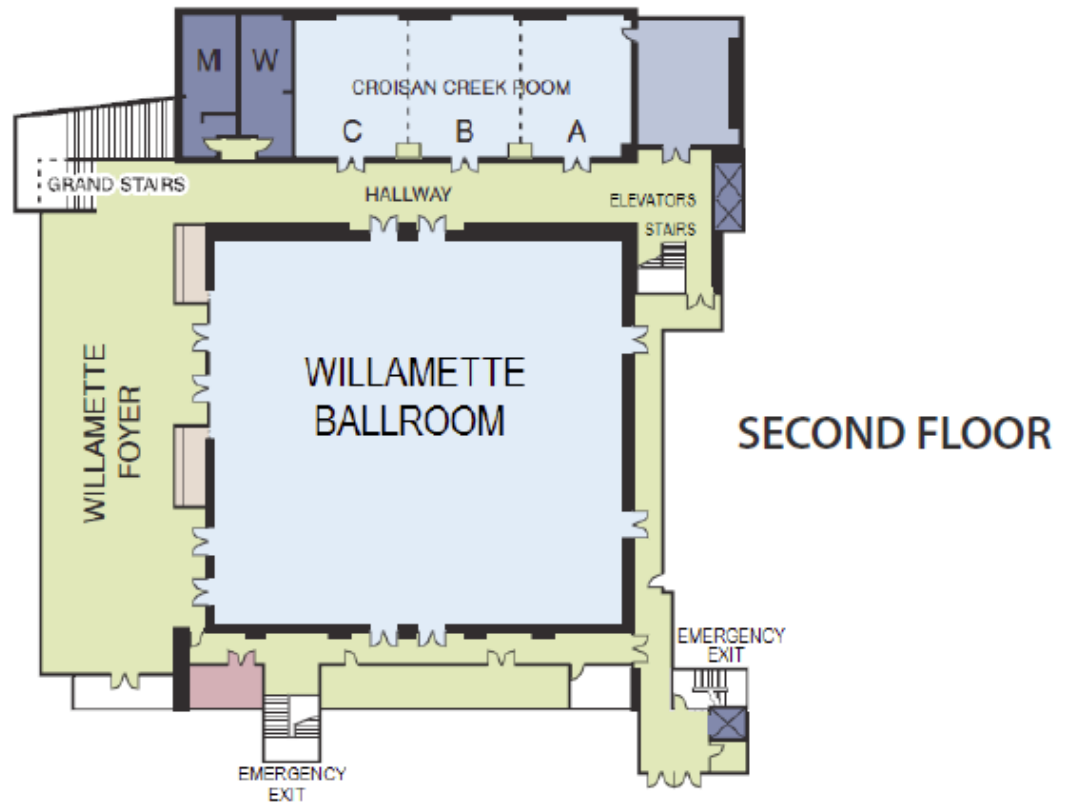 M W
CROISAN CREEK ROOM
C B A
GRAND STAIRS
HALLWAY
ELEVATORS
STAIRS
WILLAMETTE
FOYER
WILLAMETTE
BALLROOM
SECOND FLOOR
EMERGENCY
EXIT
EMERGENCY
EXIT